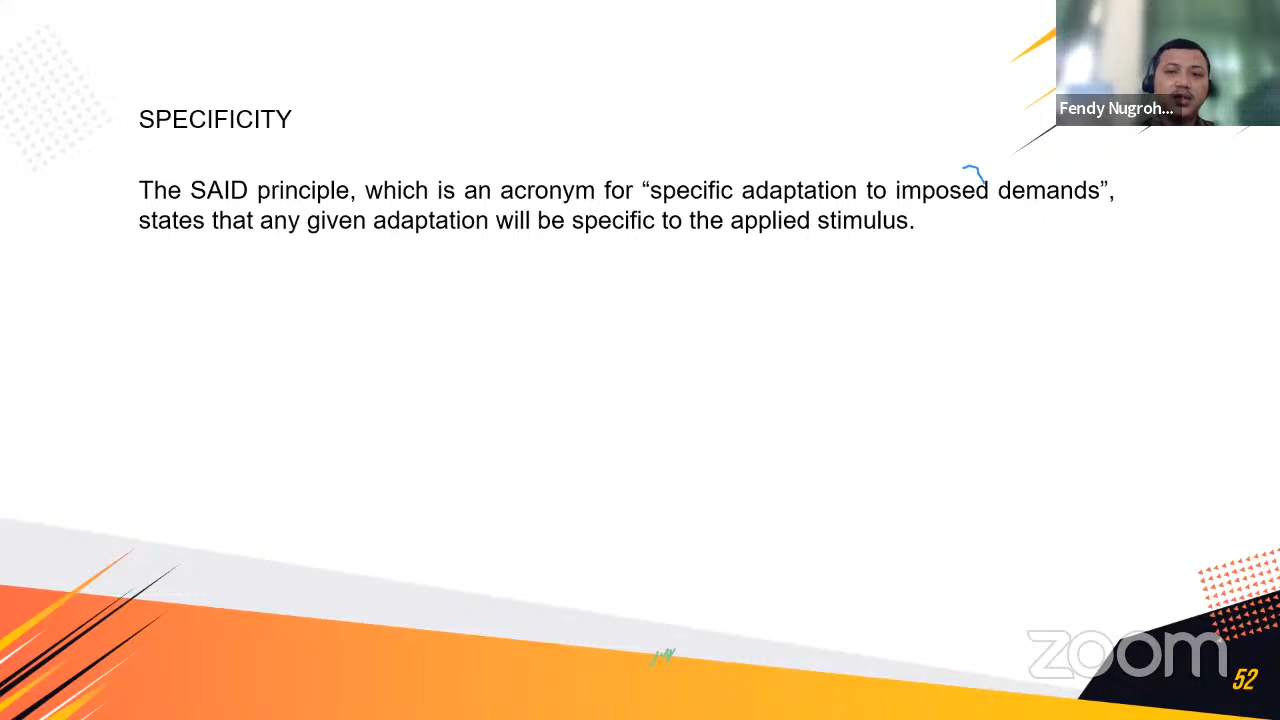 SPECIFICITY
The SAID principle, which is an acronym for “specific adaptation to imposed demands”,
states that any given adaptation will be specific to the applied stimulus.
Fendy Nugroh...
zoom
52